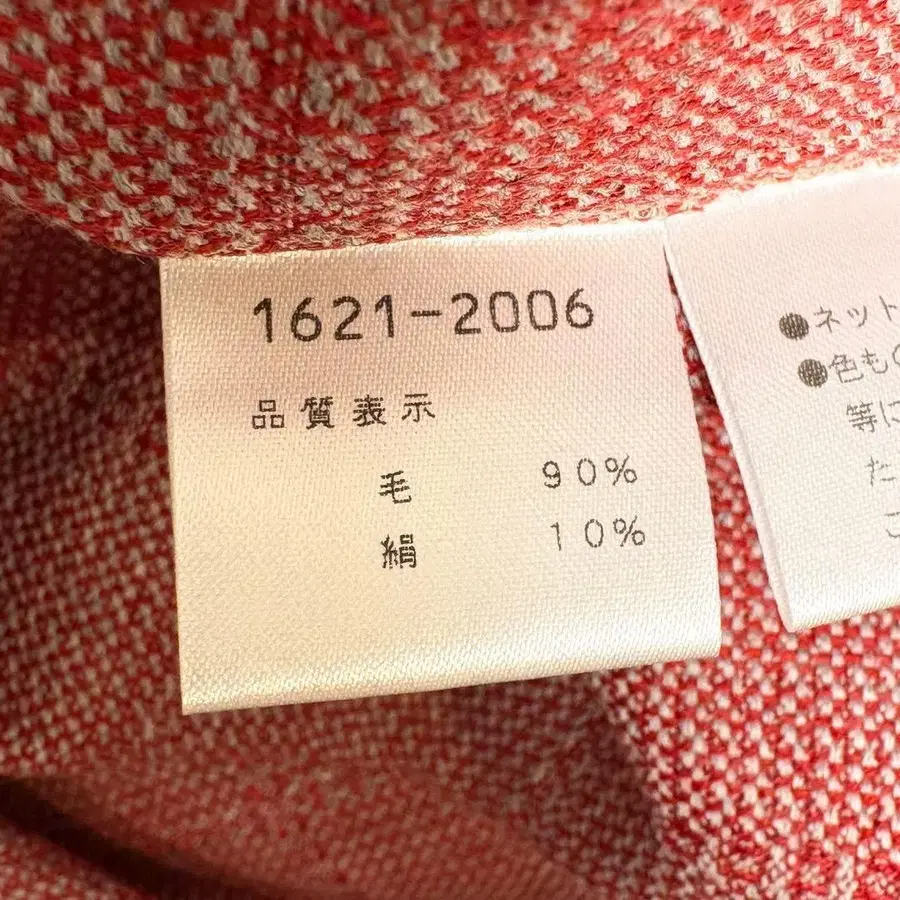 1621-2006
品質表示
毛 90%
絹 10%
●ネット
●色もの
等に
た
こ